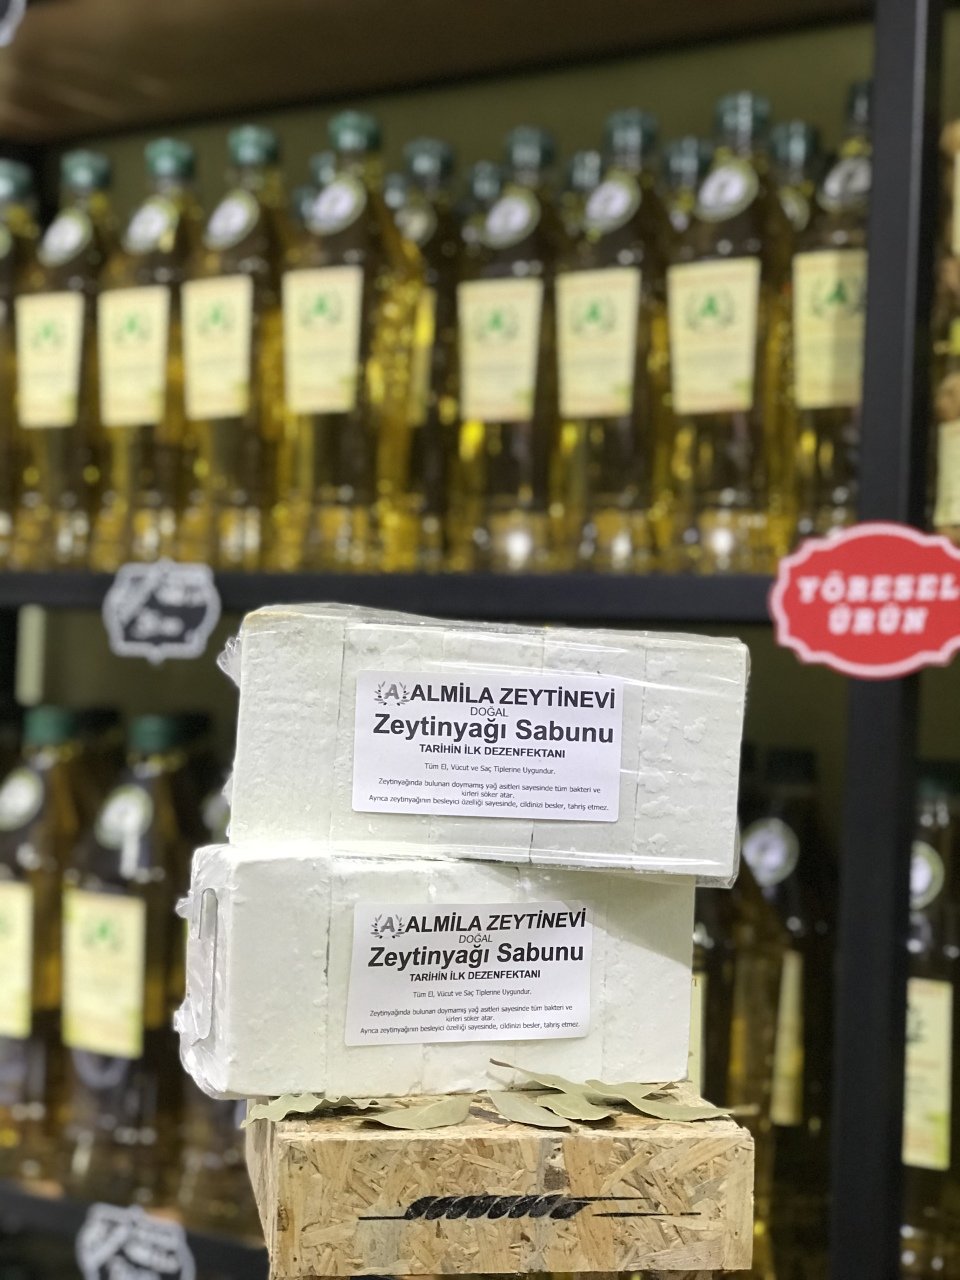 YÖRESEL
ÜRÜN
A ALMİLA ZEYTİNEVİ
DOĞAL
Zeytinyağı Sabunu
TARİHİN İLK DEZENFEKTANI
Tüm El, Vücut ve Saç Tiplerine Uygundur.
Zeytinyağında bulunan doymamış yağ asitleri sayesinde tüm bakteri ve
kirleri söker atar.
Ayrıca zeytinyağının besleyici özelliği sayesinde, cildinizi besler, tahriş etmez.
A ALMİLA ZEYTİNEVİ
DOĞAL
Zeytinyağı Sabunu
TARİHİN İLK DEZENFEKTANI
Tüm El, Vücut ve Saç Tiplerine Uygundur.
Zeytinyağında bulunan doymamış yağ asitleri sayesinde tüm bakteri ve
kirleri söker atar.
Ayrıca zeytinyağının besleyici özelliği sayesinde, cildinizi besler, tahriş etmez.